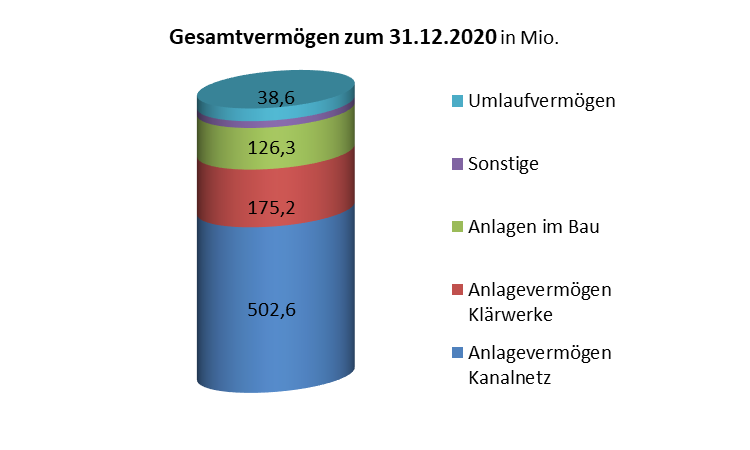 Gesamtvermögen zum 31.12.2020 in Mio.
38,6
126,3
175,2
502,6
Umlaufvermögen
Sonstige
Anlagen im Bau
Anlagevermögen
Klärwerke
Anlagevermögen
Kanalnetz